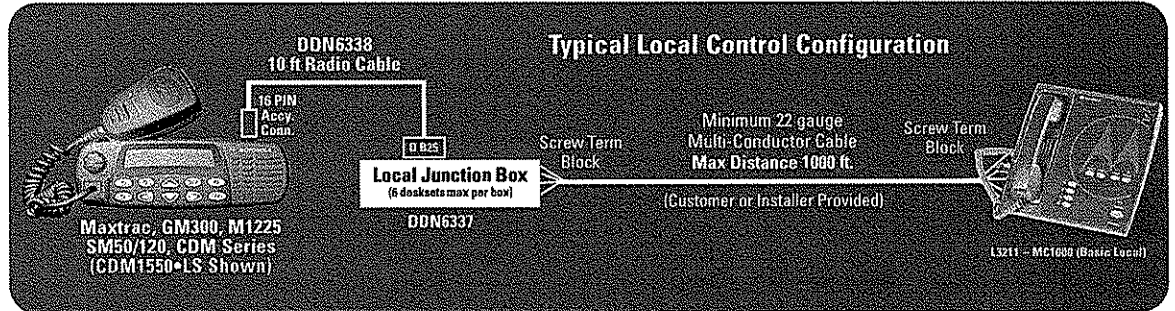 Typical Local Control Configuration
DDN6338
10 ft Radio Cable
16 PIN
Accy.
Conn.
D B25
Local Junction Box
(6 desksets max per box)
DDN6337
Screw Term
Block
Minimum 22 gauge
Multi-Conductor Cable
Max Distance 1000 ft.
(Customer or Installer Provided)
Screw Term
Block
Maxtrac, GM300, M1225
SM50/120, CDM Series
(CDM1550•LS Shown)
L3211 – MC1000 (Basic Local)